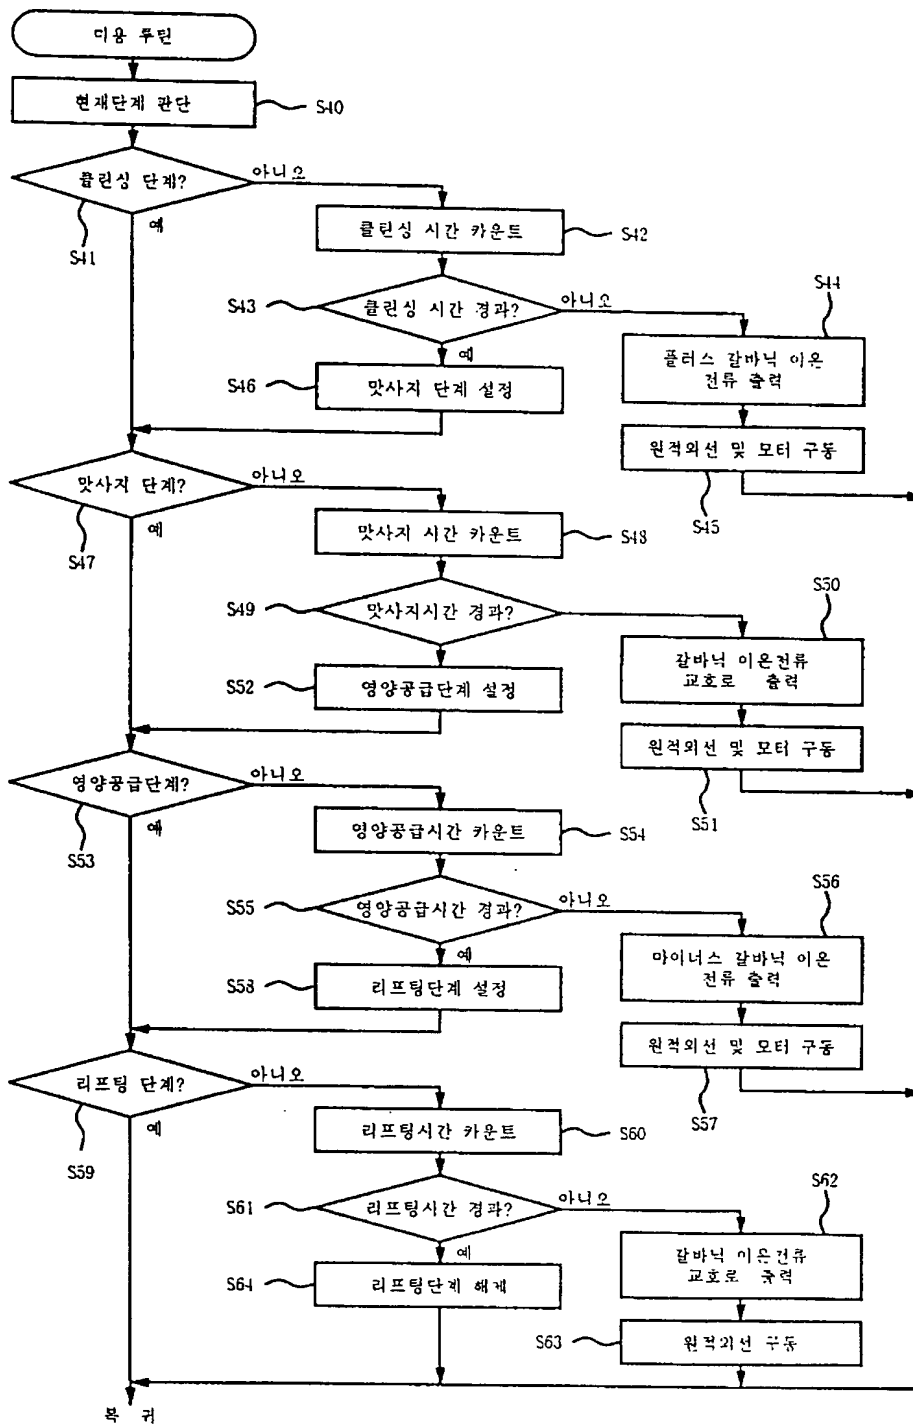 미용 루틴
현재단계 판단
S40
클린싱 단계?
아니오
예
S41
클린싱 시간 카운트
S42
S43
클린싱 시간 경과?
아니오
예
S44
플러스 갈바닉 이온
전류 출력
S46
맛사지 단계 설정
원적외선 및 모터 구동
S45
맛사지 단계?
아니오
예
S47
맛사지 시간 카운트
S48
S49
맛사지시간 경과?
S50
갈바닉 이온전류
교호로 출력
S52
영양공급단계 설정
원적외선 및 모터 구동
S51
영양공급단계?
아니오
예
S53
영양공급시간 카운트
S54
S55
영양공급시간 경과?
아니오
예
S56
마이너스 갈바닉 이온
전류 출력
S58
리프팅단계 설정
원적외선 및 모터 구동
S57
리프팅 단계?
아니오
예
S59
리프팅시간 카운트
S60
S61
리프팅시간 경과?
아니오
예
S62
갈바닉 이온전류
교호로 출력
S64
리프팅단계 해제
S63
원적외선 구동
복 귀